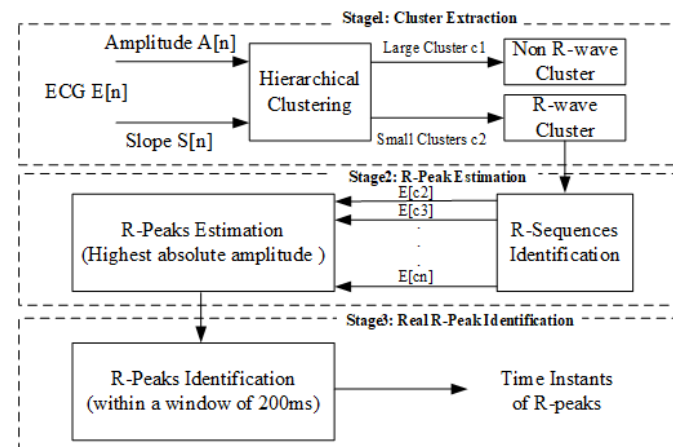 Stage1: Cluster Extraction
Amplitude A[n]
ECG E[n]
Slope S[n]
Hierarchical
Clustering
Large Cluster c1
Small Clusters c2
Non R-wave
Cluster
R-wave
Cluster
Stage2: R-Peak Estimation
R-Peaks Estimation
(Highest absolute amplitude )
E[c2]
E[c3]
.
.
.
E[cn]
R-Sequences
Identification
Stage3: Real R-Peak Identification
R-Peaks Identification
(within a window of 200ms)
Time Instants
of R-peaks